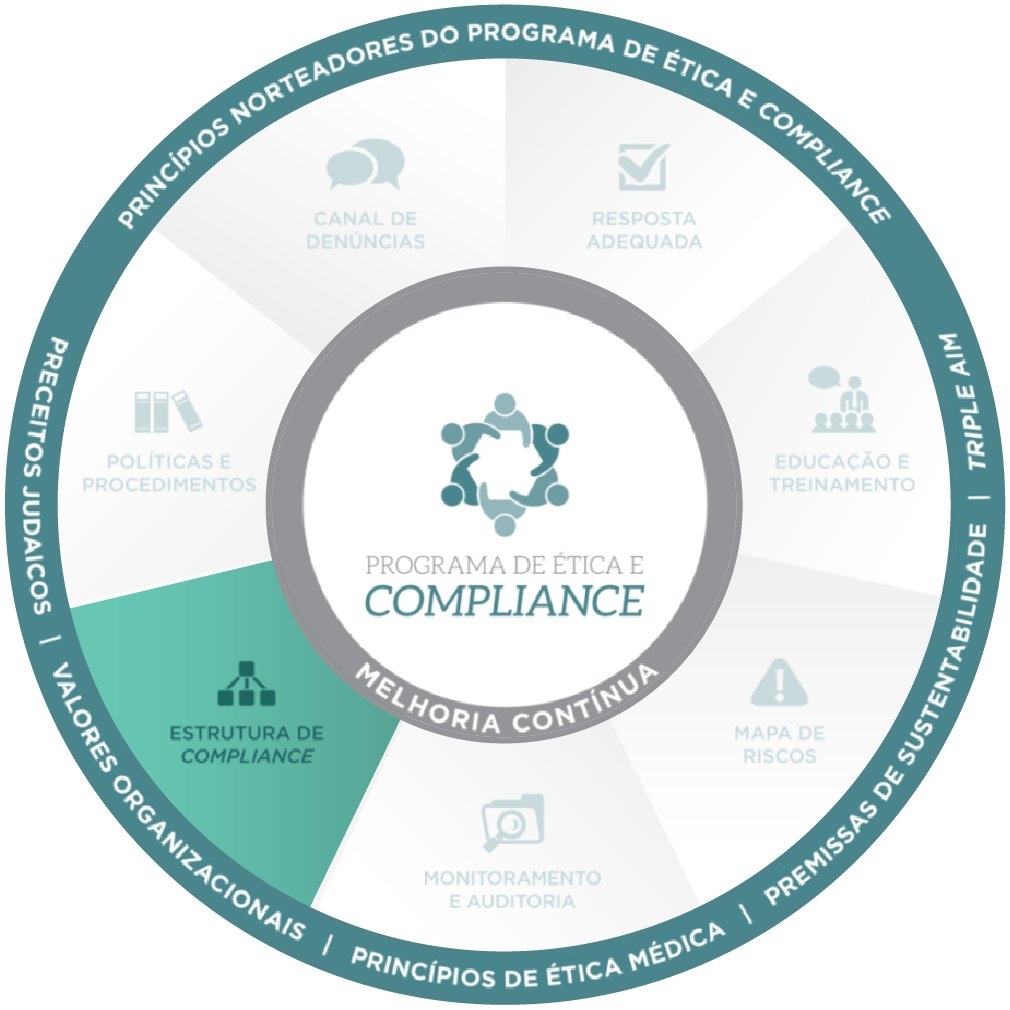 PRINCÍPIOS NORTEADORES DO PROGRAMA DE ÉTICA E COMPLIANCE
CANAL DE
DENÚNCIAS
RESPOSTA
ADEQUADA
POLÍTICAS E
PROCEDIMENTOS
EDUCAÇÃO E
TREINAMENTO
PROGRAMA DE ÉTICA E
COMPLIANCE
MELHORIA CONTÍNUA
ESTRUTURA DE
COMPLIANCE
MAPA DE
RISCOS
MONITORAMENTO
E AUDITORIA
PRECEITOS JUDAICOS | VALORES ORGANIZACIONAIS | PRINCÍPIOS DE ÉTICA MÉDICA | PREMISSAS DE SUSTENTABILIDADE | TRIPLE AIM